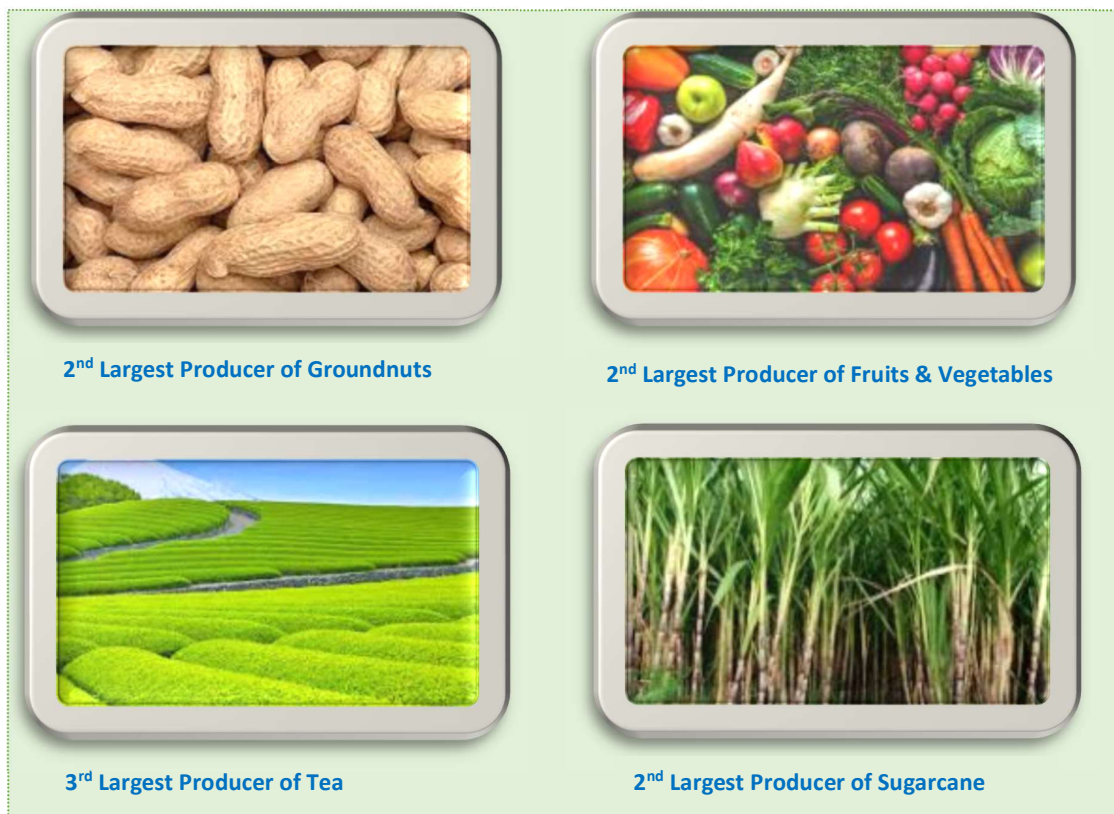 2nd Largest Producer of Groundnuts
2nd Largest Producer of Fruits & Vegetables
3rd Largest Producer of Tea
2nd Largest Producer of Sugarcane